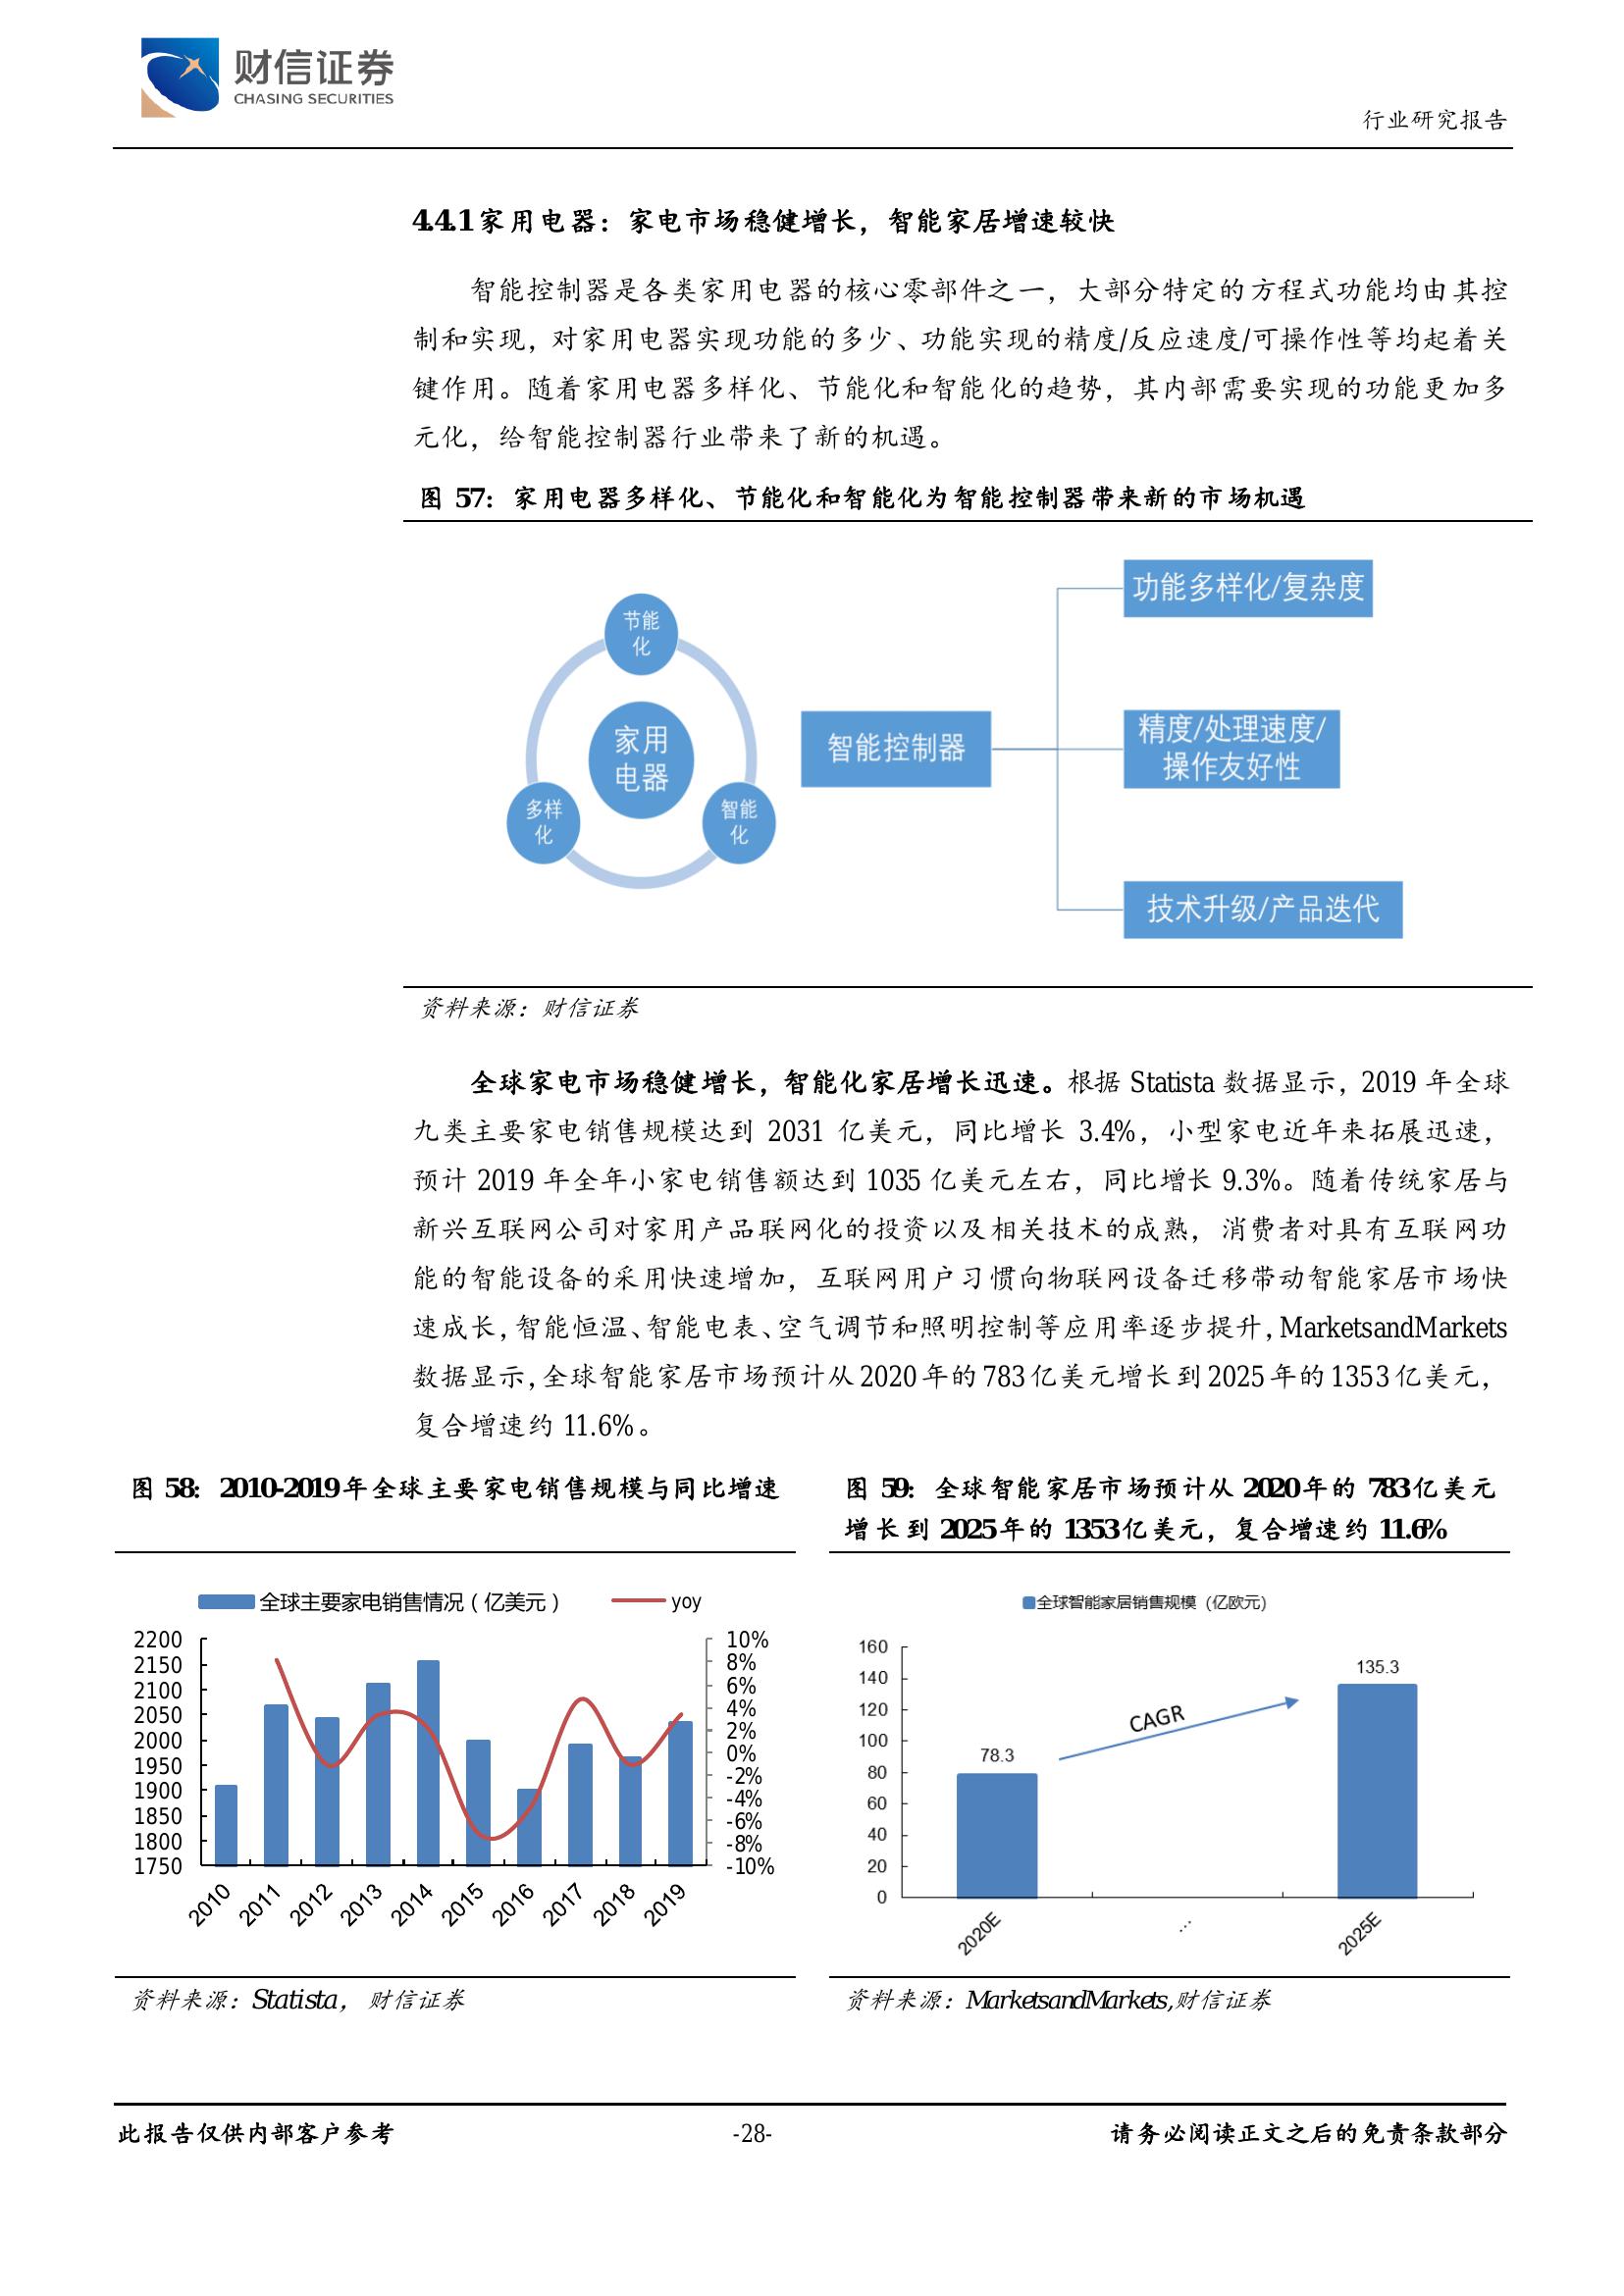 财信证券
CHASING SECURITIES
行业研究报告
4.4.1 家用电器：家电市场稳健增长，智能家居增速较快
智能控制器是各类家用电器的核心零部件之一，大部分特定的方程式功能均由其控
制和实现，对家用电器实现功能的多少、功能实现的精度/反应速度/可操作性等均起着关
键作用。随着家用电器多样化、节能化和智能化的趋势，其内部需要实现的功能更加多
元化，给智能控制器行业带来了新的机遇。
图 57：家用电器多样化、节能化和智能化为智能控制器带来新的市场机遇
节能
化
家用
电器
多样
化
智能
化
智能控制器
功能多样化/复杂度
精度/处理速度/
操作友好性
技术升级/产品迭代
资料来源：财信证券
全球家电市场稳健增长，智能化家居增长迅速。根据 Statista 数据显示，2019 年全球
九类主要家电销售规模达到 2031 亿美元，同比增长 3.4%，小型家电近年来拓展迅速，
预计 2019 年全年小家电销售额达到 1035 亿美元左右，同比增长 9.3%。随着传统家居与
新兴互联网公司对家用产品联网化的投资以及相关技术的成熟，消费者对具有互联网功
能的智能设备的采用快速增加，互联网用户习惯向物联网设备迁移带动智能家居市场快
速成长，智能恒温、智能电表、空气调节和照明控制等应用率逐步提升，MarketsandMarkets
数据显示，全球智能家居市场预计从 2020 年的 783 亿美元增长到 2025 年的 1353 亿美元，
复合增速约 11.6%。
图 58：2010-2019 年全球主要家电销售规模与同比增速
全球主要家电销售情况（亿美元）
yoy
2200
2150
2100
2050
2000
1950
1900
1850
1800
1750
10%
8%
6%
4%
2%
0%
-2%
-4%
-6%
-8%
-10%
2010
2011
2012
2013
2014
2015
2016
2017
2018
2019
资料来源：Statista，财信证券
图 59：全球智能家居市场预计从 2020 年的 783 亿美元
增长到 2025 年的 1353 亿美元，复合增速约 11.6%
全球智能家居销售规模（亿欧元）
160
140
120
100
80
60
40
20
0
78.3
CAGR
135.3
2020E
…
2025E
资料来源：MarketsandMarkets,财信证券
此报告仅供内部客户参考
-28-
请务必阅读正文之后的免责条款部分